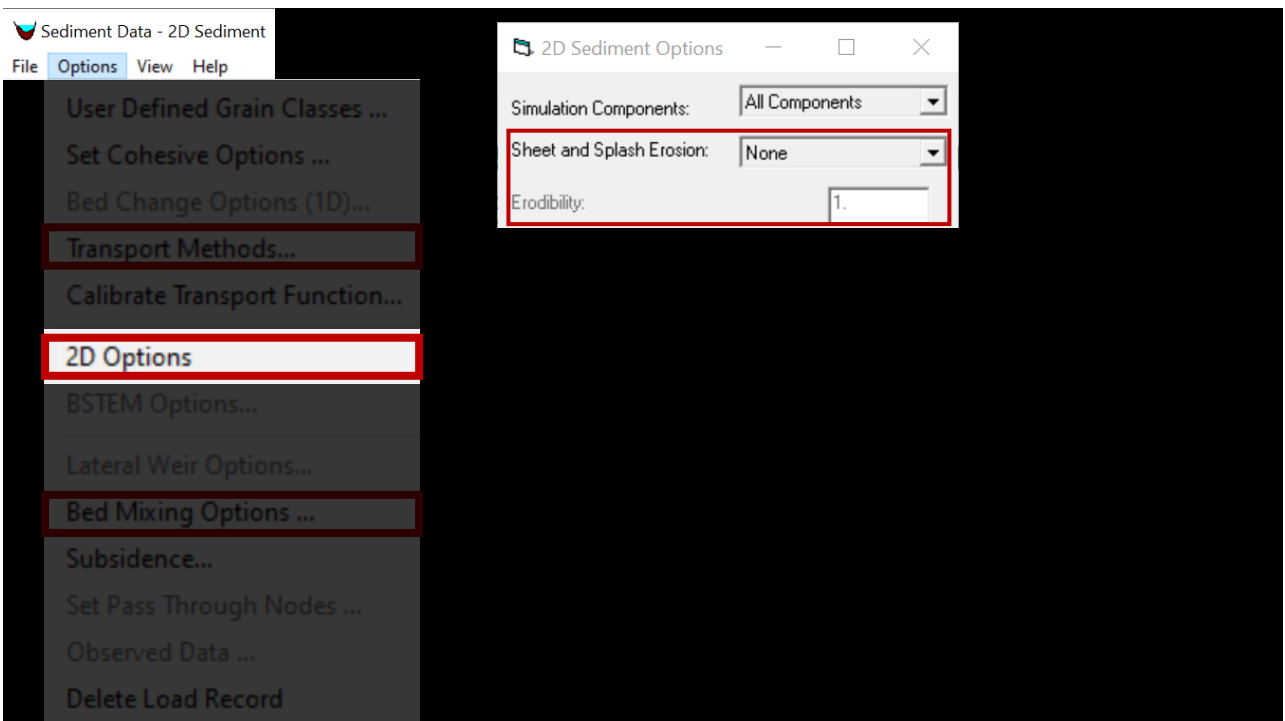 Sediment Data - 2D Sediment
File Options View Help
User Defined Grain Classes ...
Set Cohesive Options ...
Bed Change Options (1D)...
Transport Methods...
Calibrate Transport Function...
2D Options
BSTEM Options...
Lateral Weir Options...
Bed Mixing Options ...
Subsidence...
Set Pass Through Nodes ...
Observed Data ...
Delete Load Record
2D Sediment Options
Simulation Components: All Components
Sheet and Splash Erosion: None
Erodibility: 1.